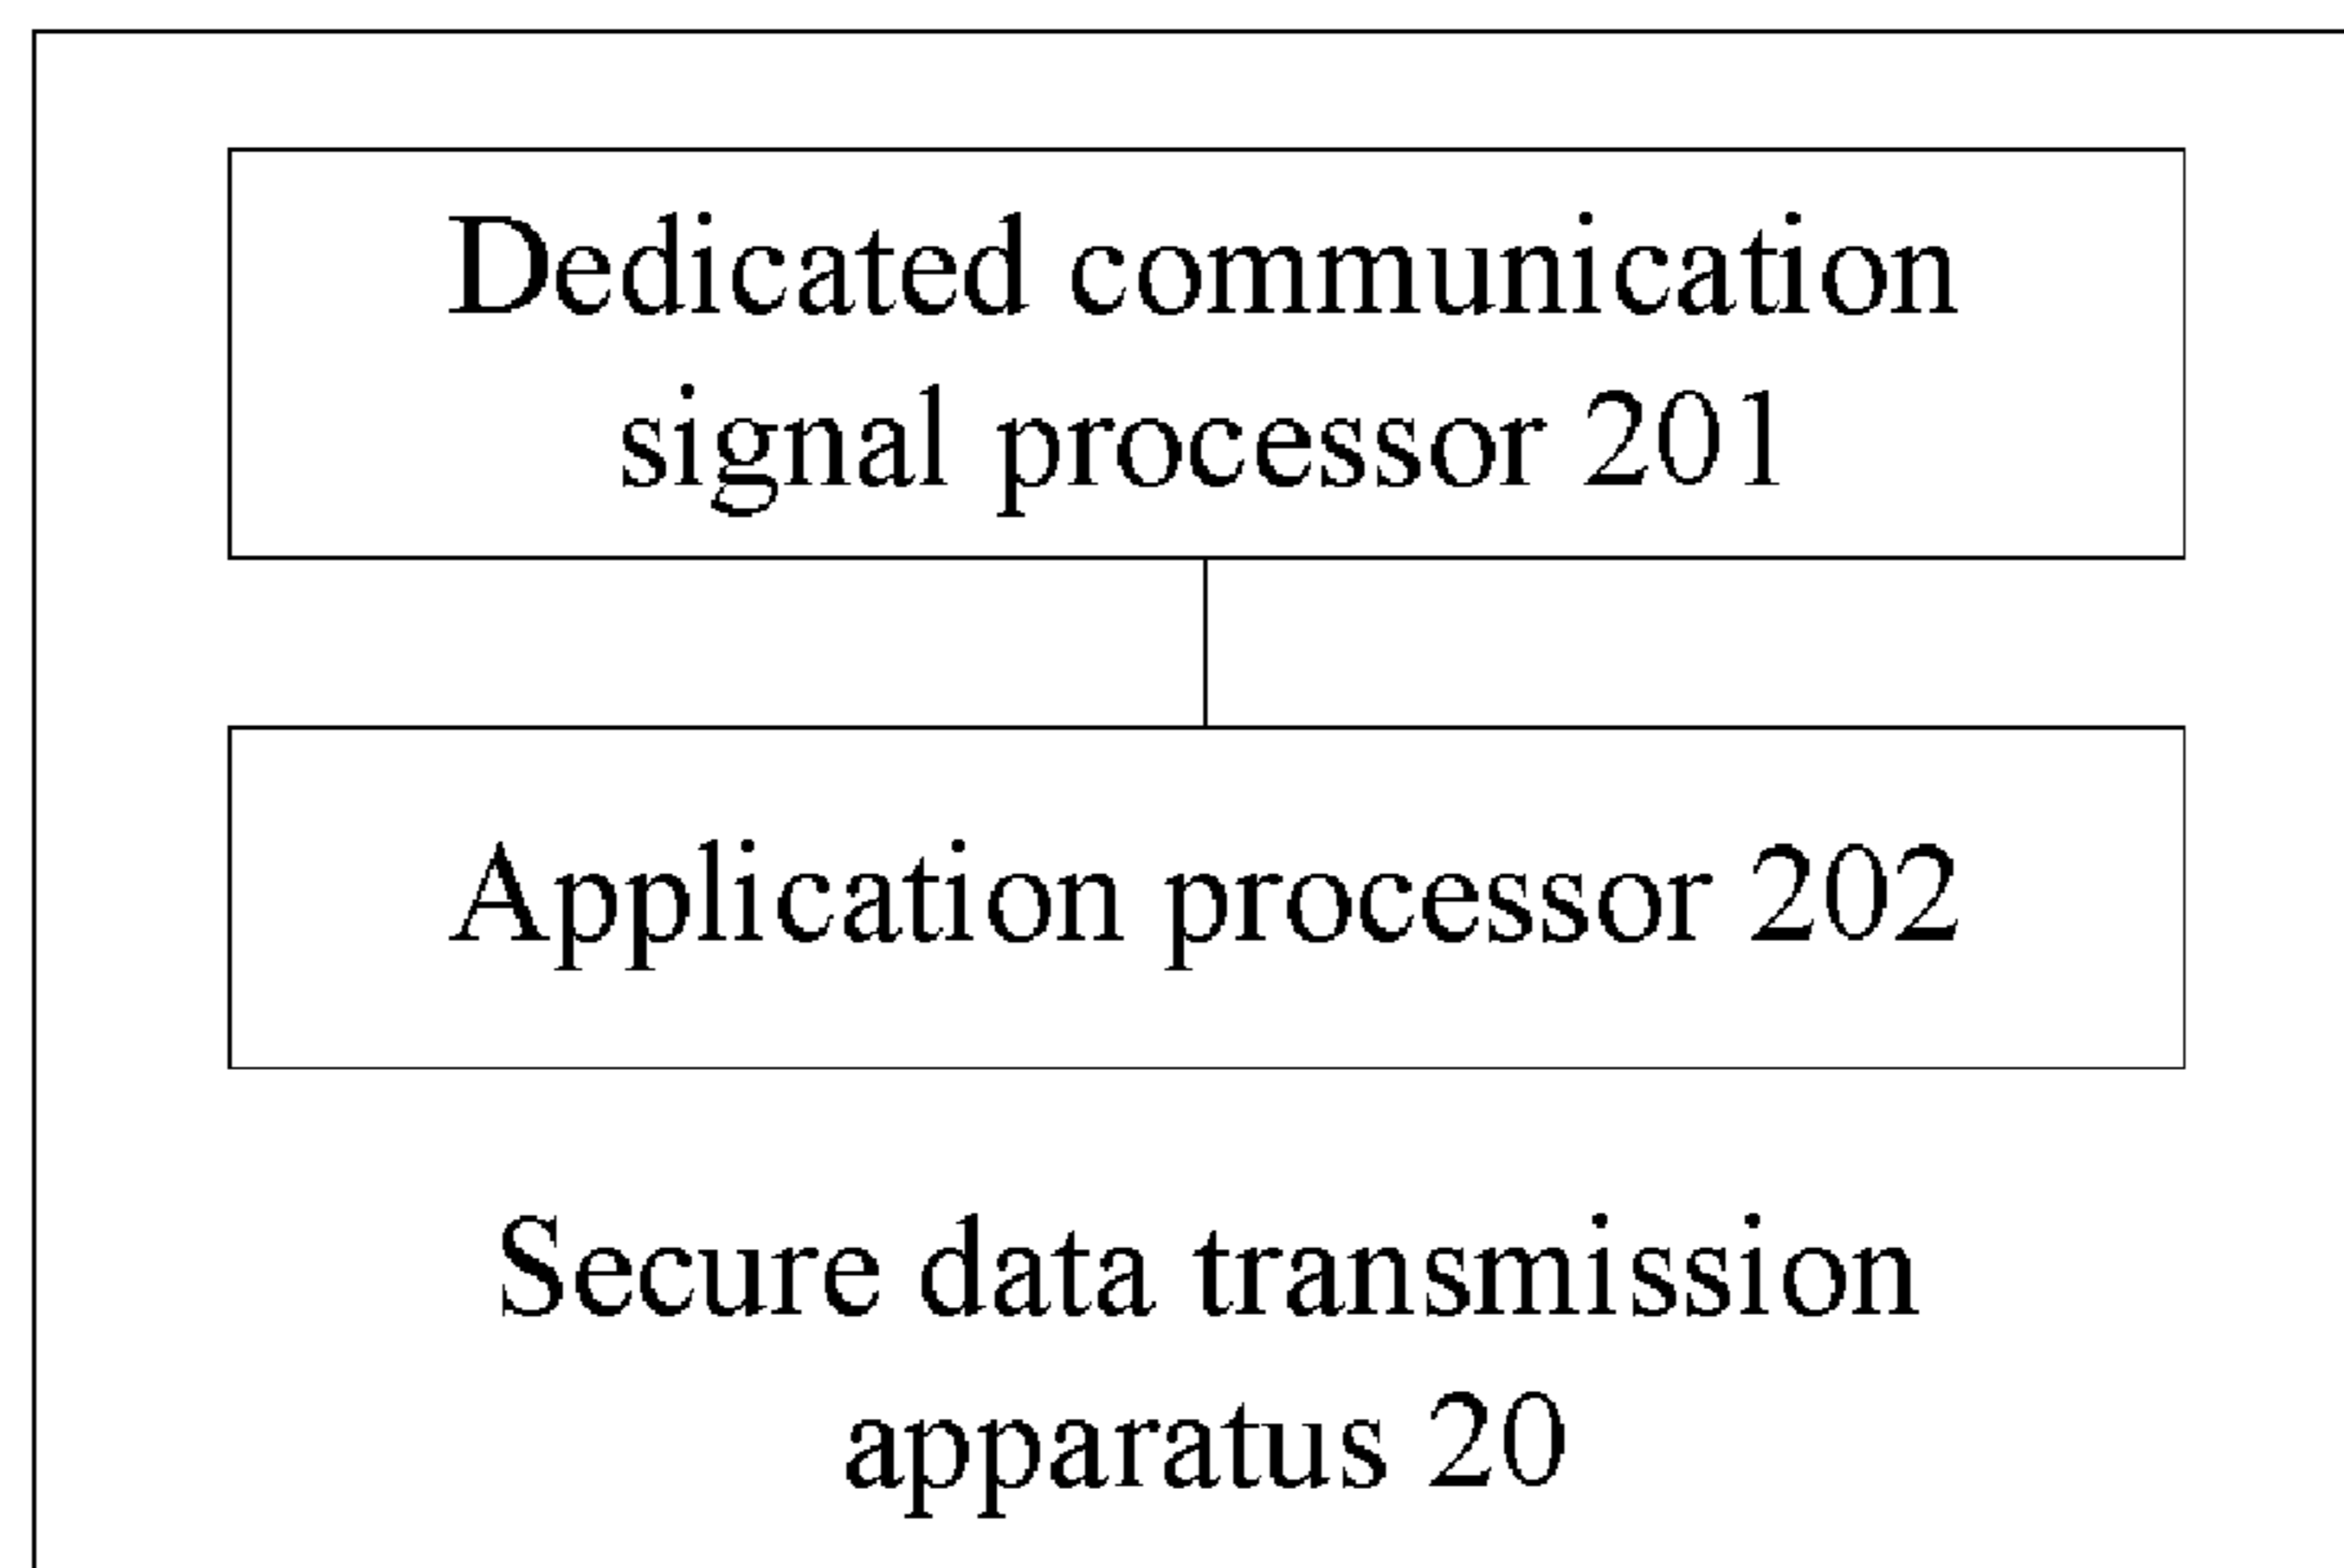 Dedicated communication
signal processor 201
Application processor 202
Secure data transmission
apparatus 20